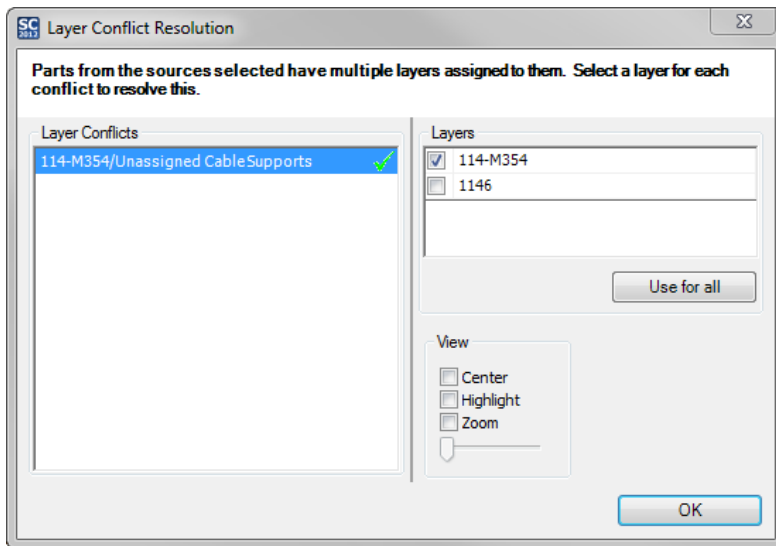 SC
2012
Layer Conflict Resolution
Parts from the sources selected have multiple layers assigned to them. Select a layer for each
conflict to resolve this.
Layer Conflicts
114-M354/Unassigned CableSupports
Layers
114-M354
1146
Use for all
View
Center
Highlight
Zoom
OK